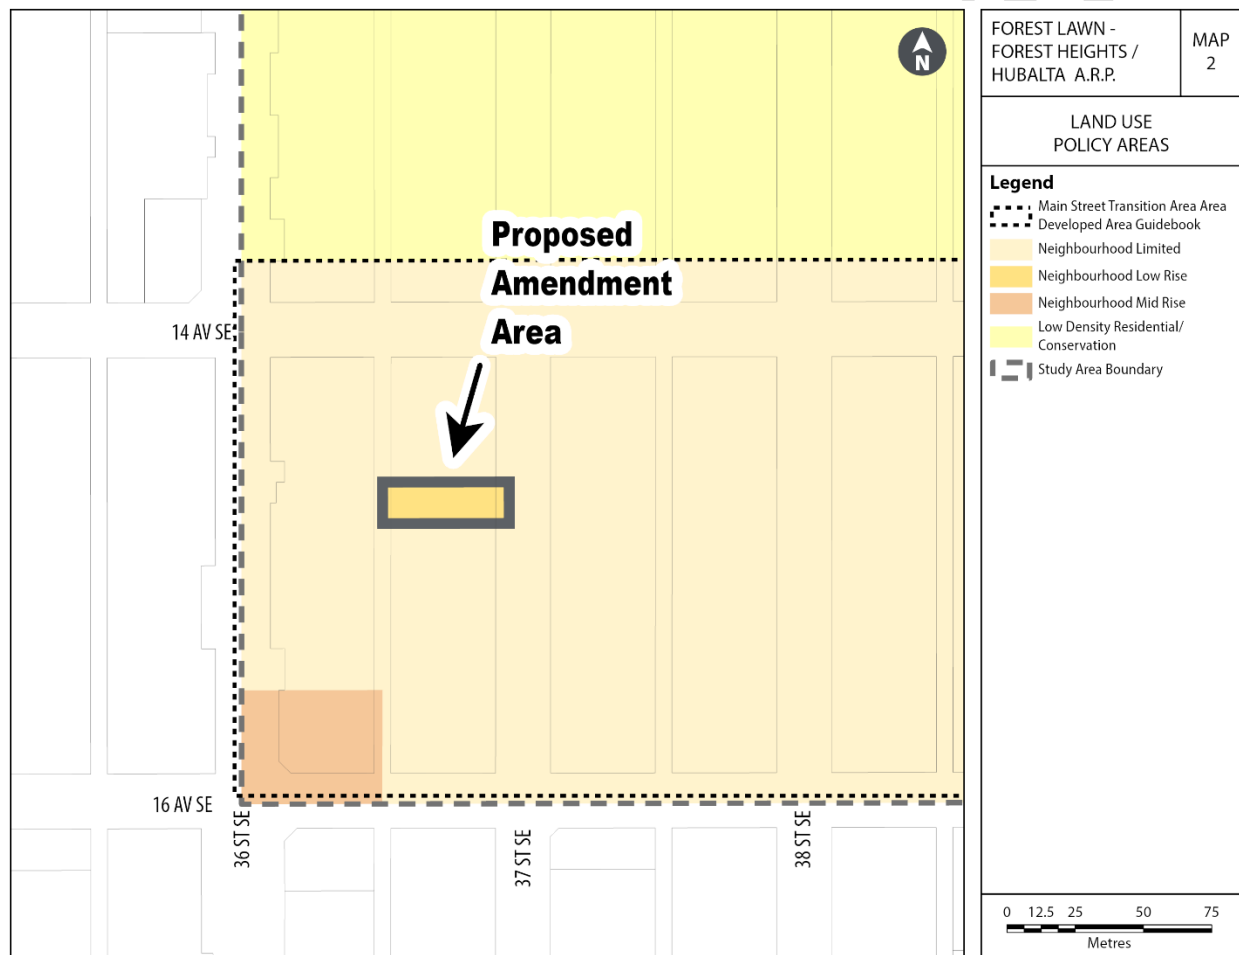 FOREST LAWN -
FOREST HEIGHTS /
HUBALTA A.R.P.
MAP
2
LAND USE
POLICY AREAS
Legend
Main Street Transition Area Area
Developed Area Guidebook
Neighbourhood Limited
Neighbourhood Low Rise
Neighbourhood Mid Rise
Low Density Residential/
Conservation
Study Area Boundary
N
Proposed
Amendment
Area
14 AV SE
16 AV SE
36 ST SE
37 ST SE
38 ST SE
0 12.5 25 50 75
Metres